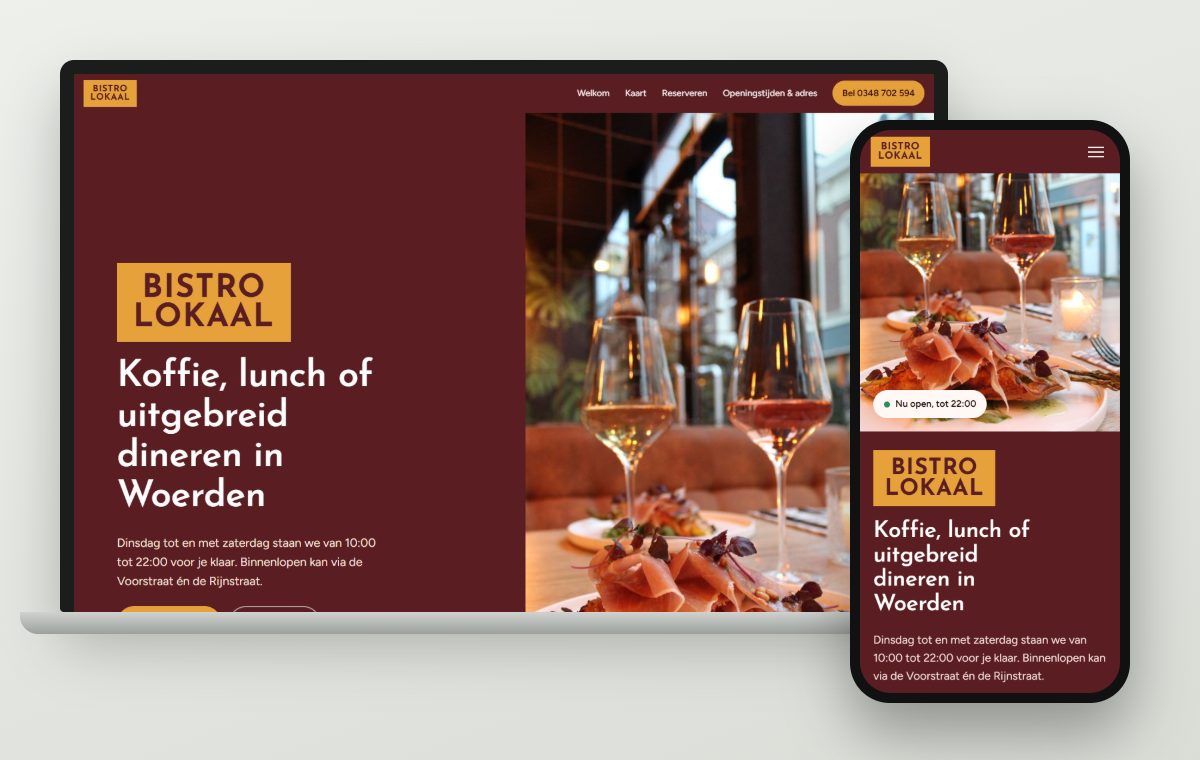 BISTRO
LOKAAL
Welkom Kaart Reserveren Openingstijden & adres Bel 0348 702 594
BISTRO
LOKAAL
Koffie, lunch of
uitgebreid
dineren in
Woerden
Dinsdag tot en met zaterdag staan we van 10:00
tot 22:00 voor je klaar. Binnenlopen kan via de
Voorstraat én de Rijnstraat.
BISTRO
LOKAAL
Nu open, tot 22:00
BISTRO
LOKAAL
Koffie, lunch of
uitgebreid
dineren in
Woerden
Dinsdag tot en met zaterdag staan we van
10:00 tot 22:00 voor je klaar. Binnenlopen kan
via de Voorstraat én de Rijnstraat.